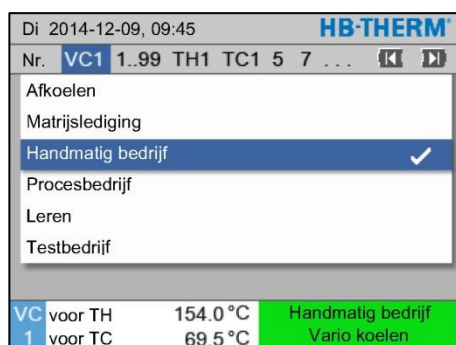 Di 2014-12-09, 09:45 HB-THERM®
Nr. VC1 1..99 TH1 TC1 5 7 ...
Afkoelen
Matrijslediging
Handmatig bedrijf
Procesbedrijf
Leren
Testbedrijf
VC voor TH 154.0 °C Handmatig bedrijf
1 voor TC 69.5 °C Vario koelen